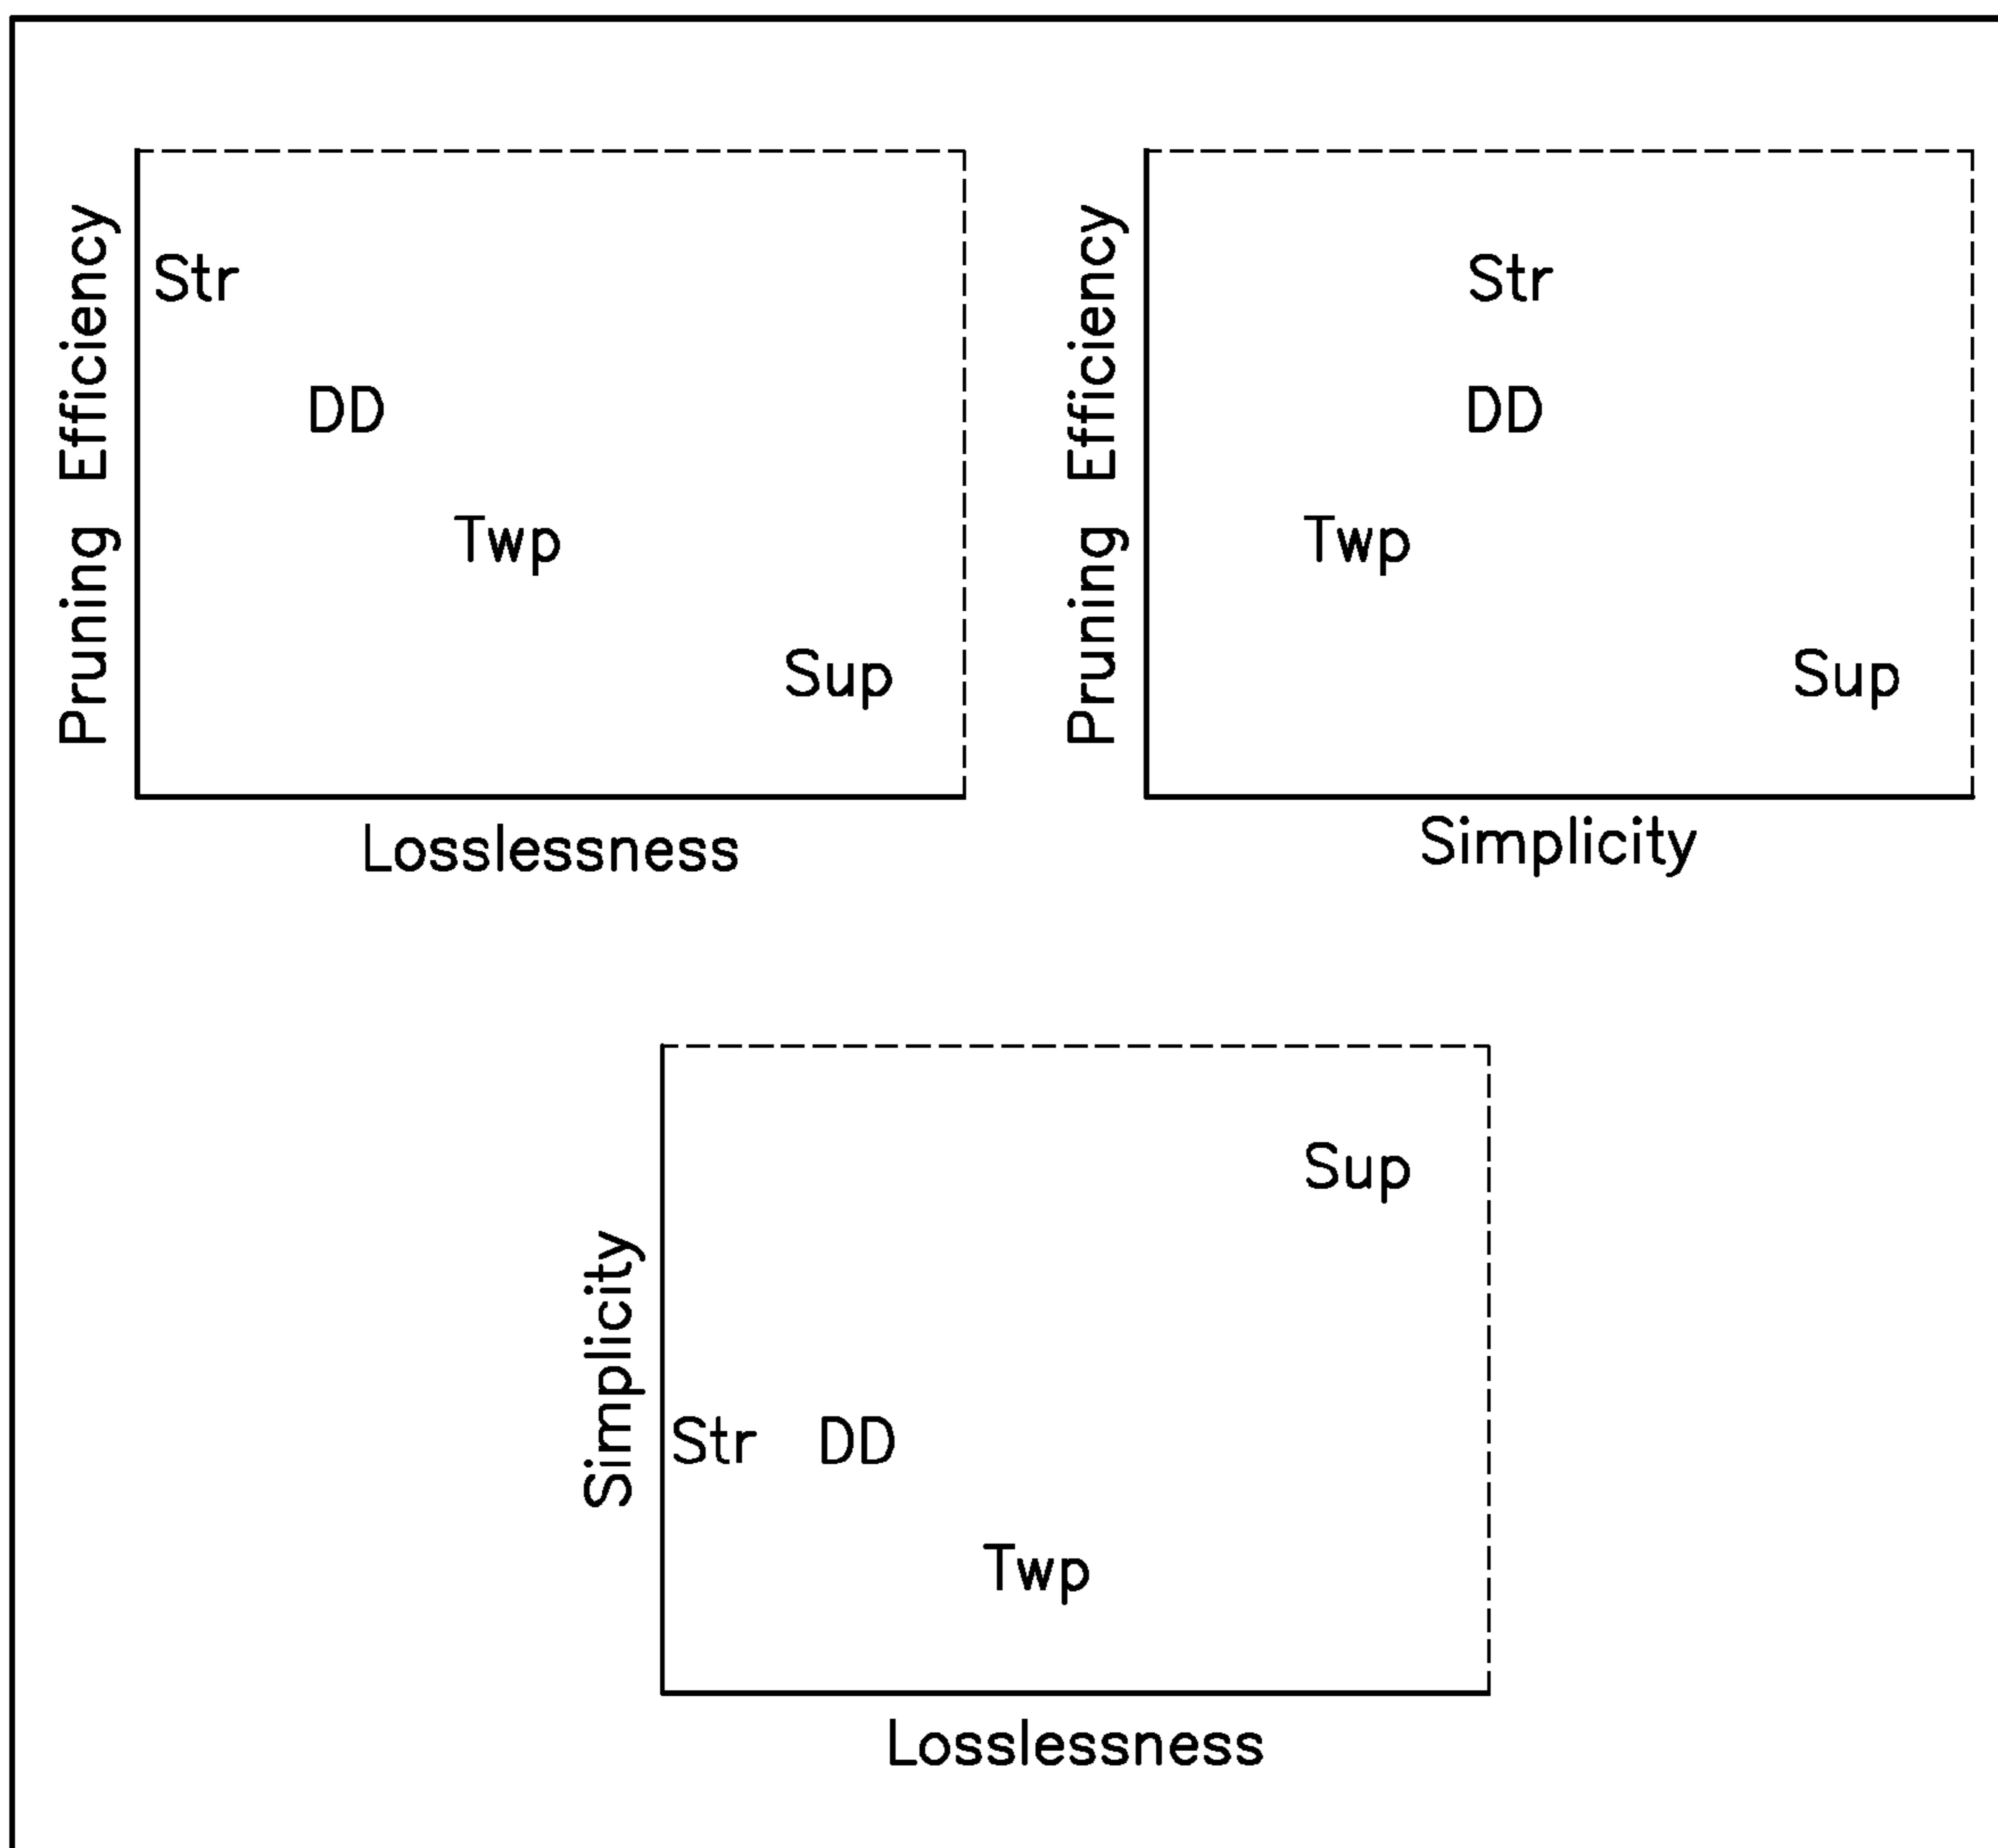 Pruning Efficiency
Str
DD
Twp
Sup
Losslessness
Pruning Efficiency
Str
DD
Twp
Sup
Simplicity
Simplicity
Sup
Str DD
Twp
Losslessness